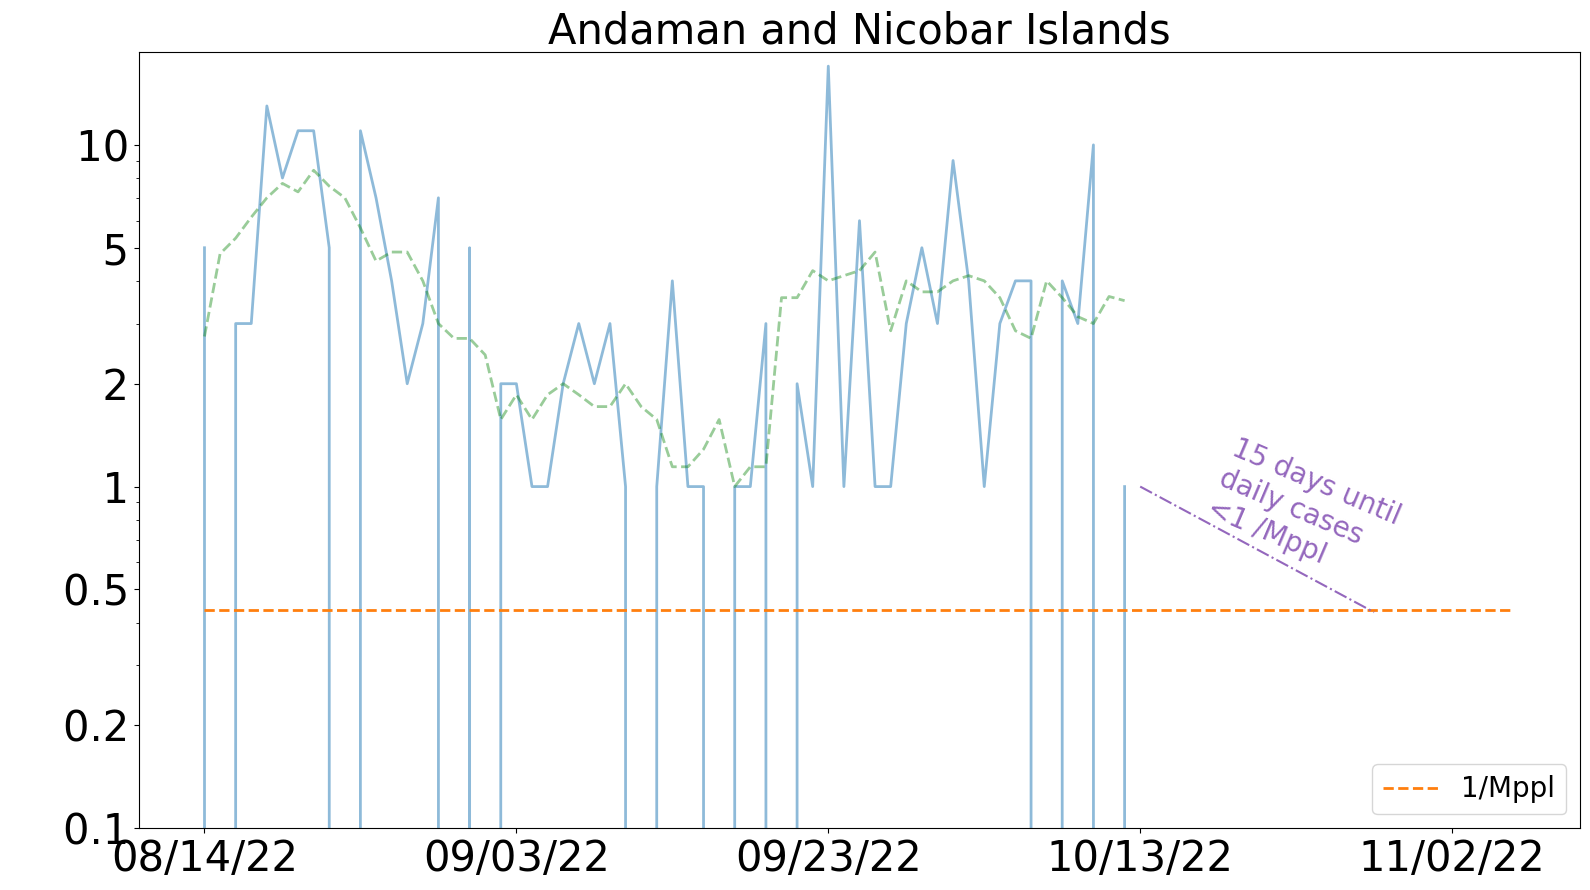 Andaman and Nicobar Islands
10
5
2
1
0.5
0.2
0.1
15 days until
daily cases
<1 /Mppl
1/Mppl
08/14/22 09/03/22 09/23/22 10/13/22 11/02/22